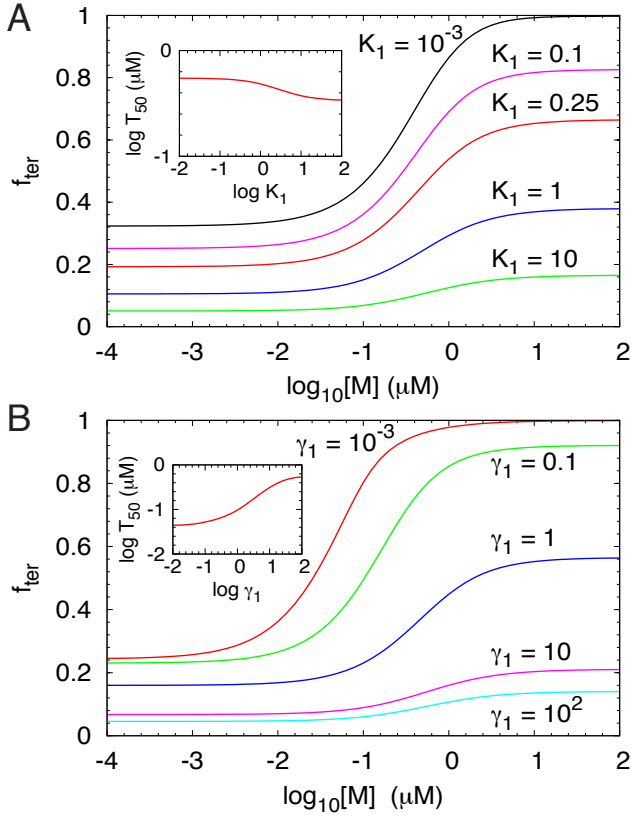 A
1
0.8
0.6
0.4
0.2
0
f_ter
K₁ = 10⁻³
K₁ = 0.1
K₁ = 0.25
K₁ = 1
K₁ = 10
0
-1
log T₅₀ (μM)
-2 -1 0 1 2
log K₁
-4 -3 -2 -1 0 1 2
log₁₀[M] (μM)
B
1
0.8
0.6
0.4
0.2
0
f_ter
γ₁ = 10⁻³
γ₁ = 0.1
γ₁ = 1
γ₁ = 10
γ₁ = 10²
0
-1
-2
log T₅₀ (μM)
-2 -1 0 1 2
log γ₁
-4 -3 -2 -1 0 1 2
log₁₀[M] (μM)